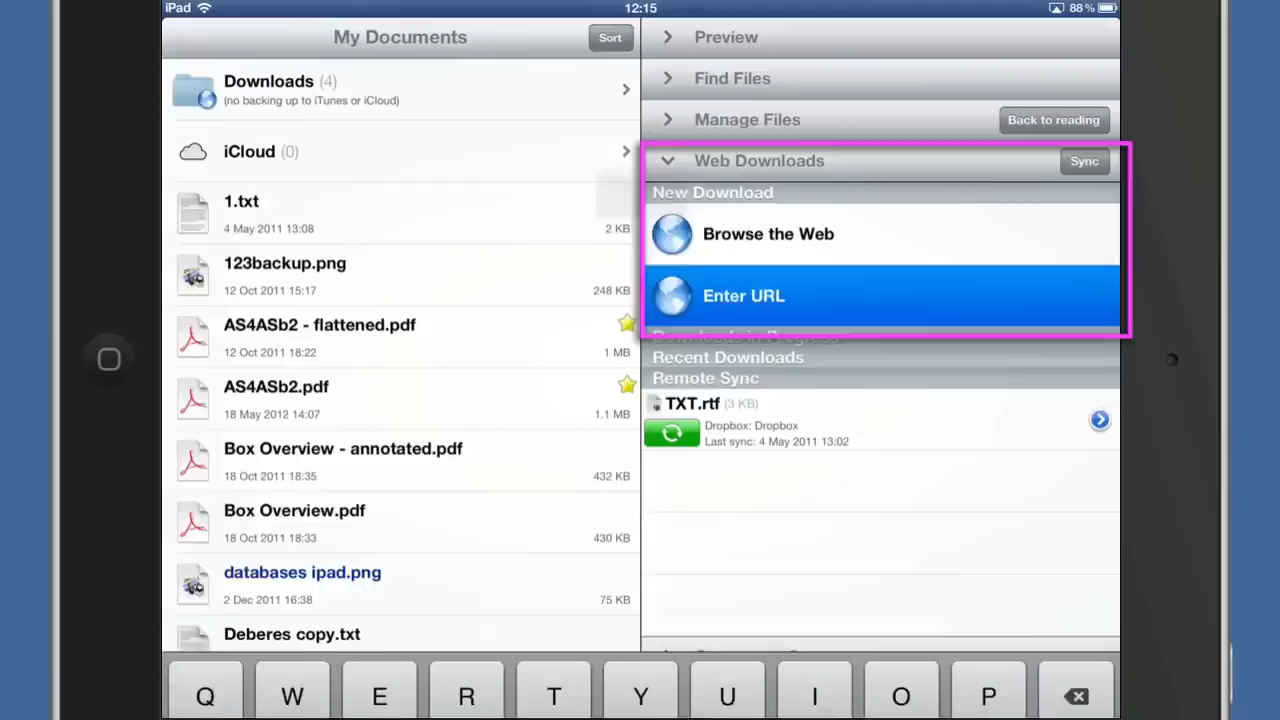 iPad
12:15
88%
My Documents
Sort
Downloads (4)
(no backing up to iTunes or iCloud)
iCloud (0)
1.txt
4 May 2011 13:08
2 KB
123backup.png
12 Oct 2011 15:17
248 KB
AS4ASb2 - flattened.pdf
12 Oct 2011 18:22
1 MB
AS4ASb2.pdf
18 May 2012 14:07
1.1 MB
Box Overview - annotated.pdf
18 Oct 2011 18:35
432 KB
Box Overview.pdf
18 Oct 2011 18:33
430 KB
databases ipad.png
2 Dec 2011 16:38
75 KB
Deberes copy.txt
Preview
Find Files
Manage Files
Back to reading
Web Downloads
Sync
New Download
Browse the Web
Enter URL
Downloads in Progress
Recent Downloads
Remote Sync
TXT.rtf (3 KB)
Dropbox: Dropbox
Last sync: 4 May 2011 13:02
Q W E R T Y U I O P